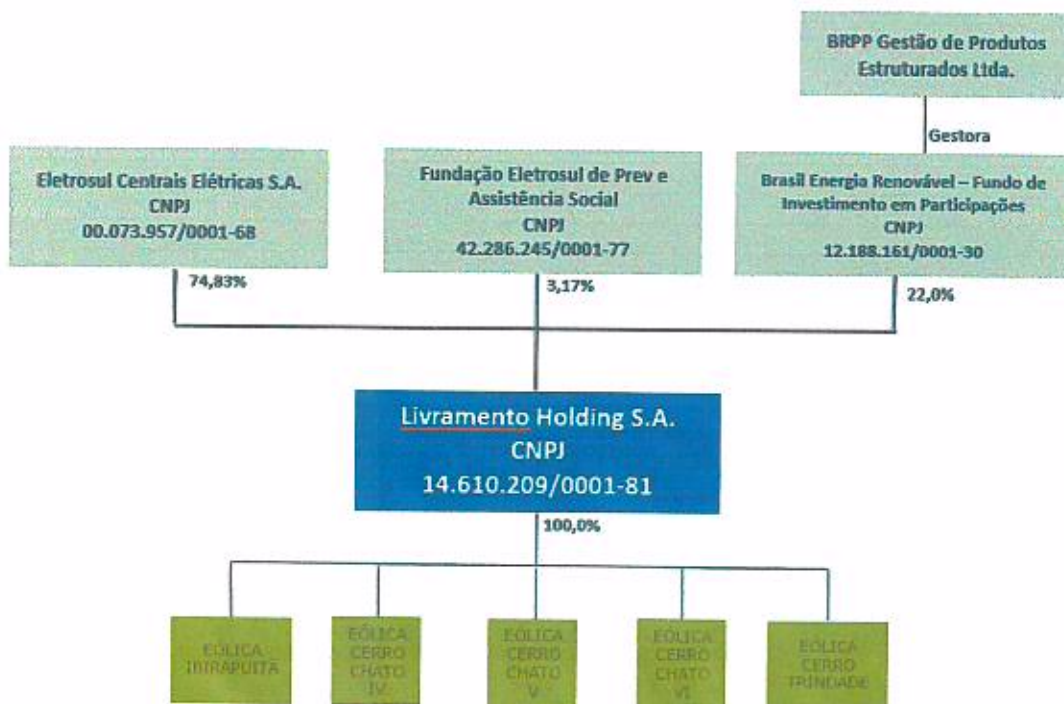 BRPP Gestão de Produtos
Estruturados Ltda.
Gestora
Eletrosul Centrais Elétricas S.A.
CNPJ
00.073.957/0001-68
Fundação Eletrosul de Prev e
Assistência Social
CNPJ
42.286.245/0001-77
Brasil Energia Renovável – Fundo de
Investimento em Participações
CNPJ
12.188.161/0001-30
74,83%
3,17%
22,0%
Livramento Holding S.A.
CNPJ
14.610.209/0001-81
100,0%
EÓLICA
IBIRAPUITÃ
EÓLICA
CERRO
CHATO
IV
EÓLICA
CERRO
CHATO
V
EÓLICA
CERRO
CHATO
VI
EÓLICA
CERRO
TRINDADE